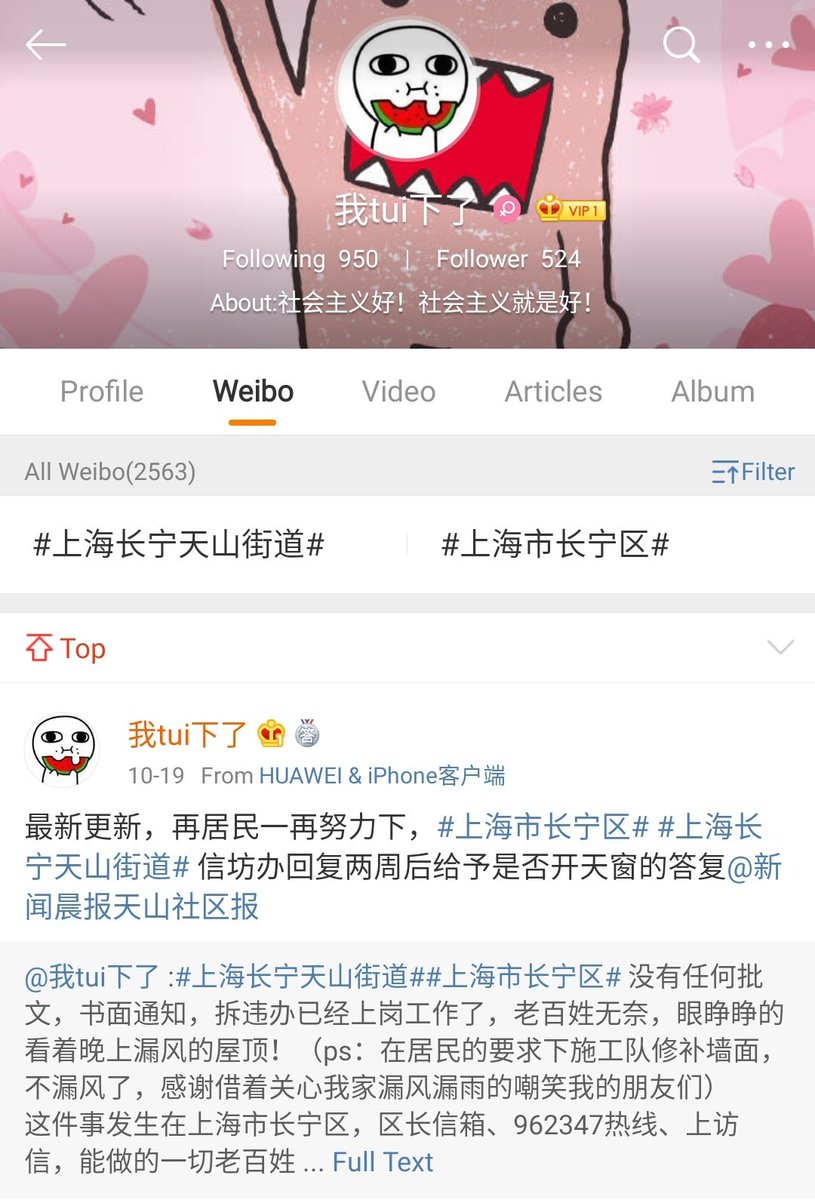 我tui下了 VIP 1
Following 950 | Follower 524
About:社会主义好！社会主义就是好！
Profile Weibo Video Articles Album
All Weibo(2563) Filter
#上海长宁天山街道# #上海市长宁区#
Top
我tui下了
10-19 From HUAWEI & iPhone客户端
最新更新，再居民一再努力下，#上海市长宁区# #上海长
宁天山街道# 信坊办回复两周后给予是否开天窗的答复@新
闻晨报天山社区报
@我tui下了 :#上海长宁天山街道##上海市长宁区# 没有任何批
文，书面通知，拆违办已经上岗工作了，老百姓无奈，眼睁睁的
看着晚上漏风的屋顶！（ps：在居民的要求下施工队修补墙面，
不漏风了，感谢借着关心我家漏风漏雨的嘲笑我的朋友们）
这件事发生在上海市长宁区，区长信箱、962347热线、上访
信，能做的一切老百姓 ... Full Text